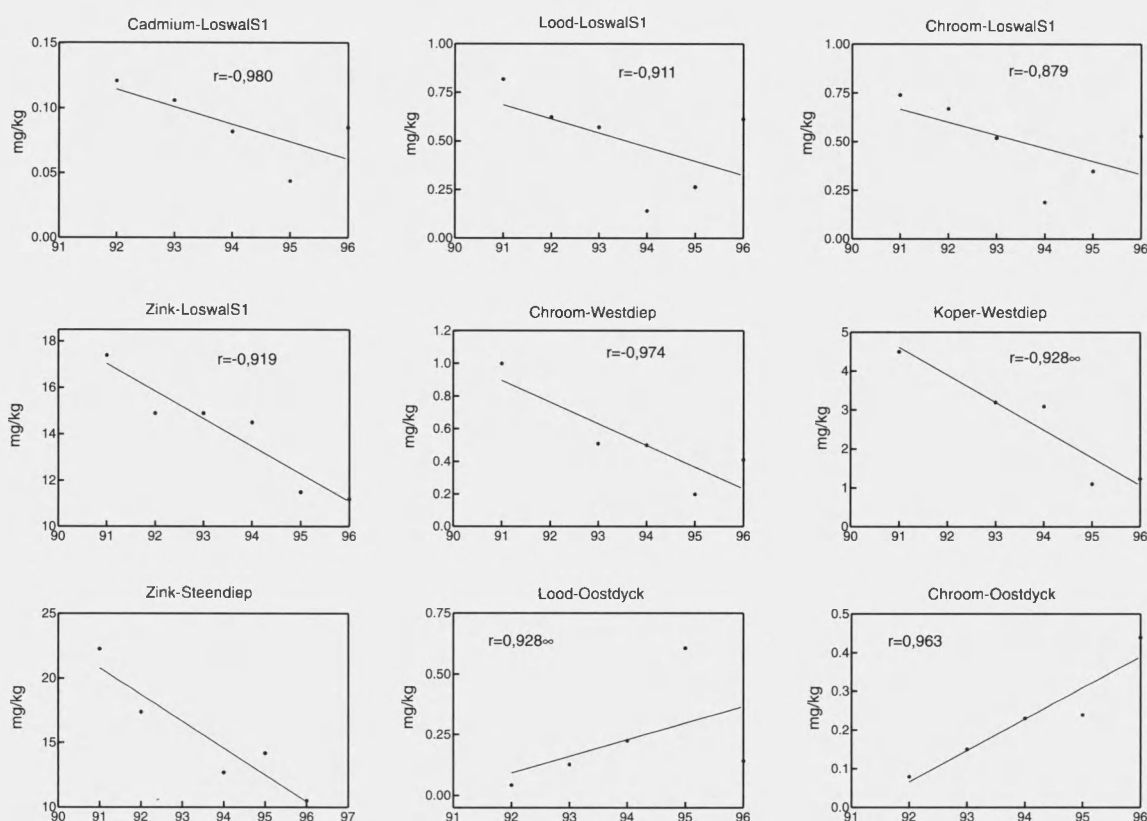 Cadmium-LoswalS1
Lood-LoswalS1
Chroom-LoswalS1
mg/kg
0.15
0.10
0.05
0.00
r=-0,980
91 92 93 94 95 96
mg/kg
1.00
0.75
0.50
0.25
0.00
r=-0,911
90 91 92 93 94 95 96
mg/kg
1.00
0.75
0.50
0.25
0.00
r=-0,879
90 91 92 93 94 95 96
Zink-LoswalS1
Chroom-Westdiep
Koper-Westdiep
mg/kg
18
16
14
12
10
r=-0,919
90 91 92 93 94 95 96
mg/kg
1.2
1.0
0.8
0.6
0.4
0.2
0.0
r=-0,974
90 91 92 93 94 95 96
mg/kg
5
4
3
2
1
0
r=-0,928∞
90 91 92 93 94 95 96
Zink-Steendiep
Lood-Oostdyck
Chroom-Oostdyck
mg/kg
25
20
15
10
90 91 92 93 94 95 96 97
mg/kg
0.75
0.50
0.25
0.00
r=0,928∞
91 92 93 94 95 96
mg/kg
0.5
0.4
0.3
0.2
0.1
0.0
r=0,963
91 92 93 94 95 96